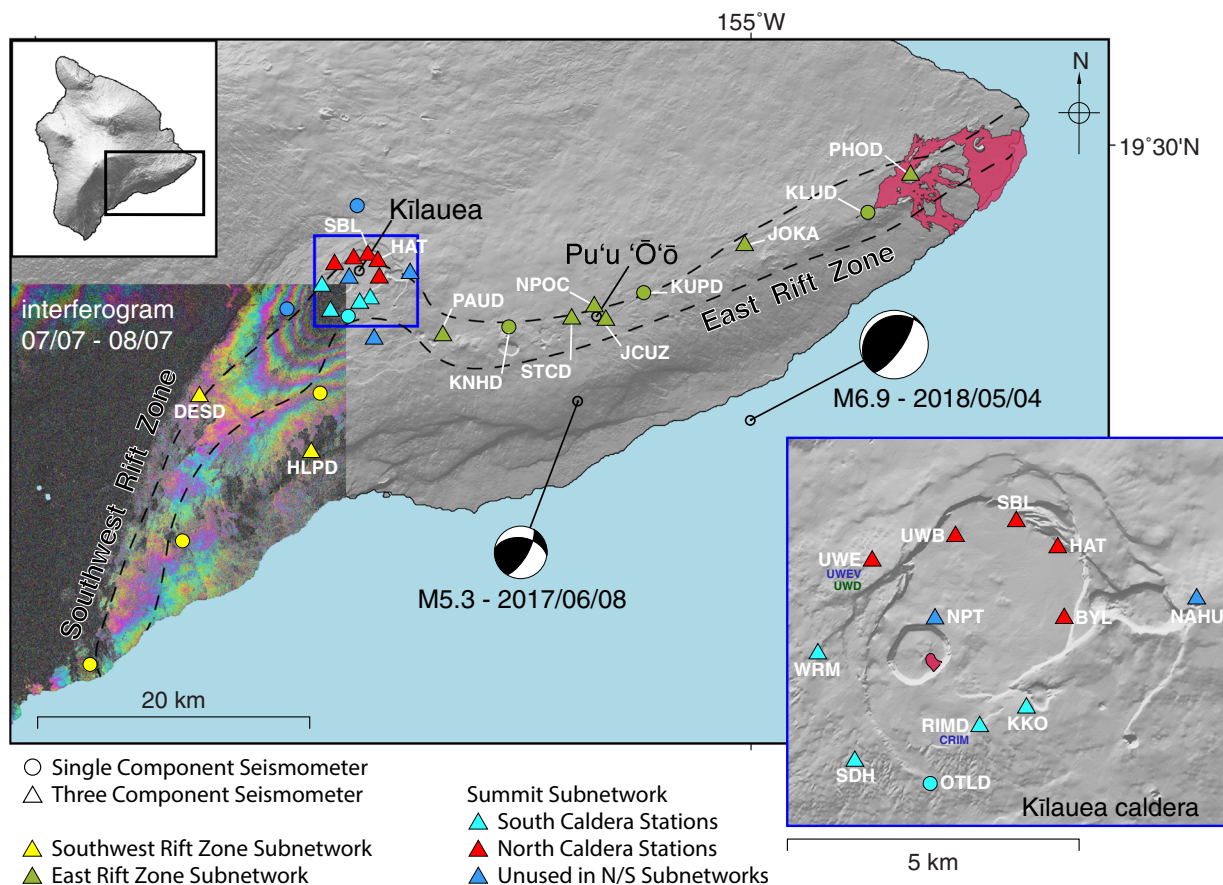 155˚W
N
19˚30'N
PHOD
KLUD
Kīlauea
SBL
HAT
JOKA
Pu‘u ‘Ō‘ō
NPOC
KUPD
PAUD
East Rift Zone
interferogram
07/07 - 08/07
JCUZ
STCD
KNHD
DESD
M6.9 - 2018/05/04
HLPD
Southwest Rift Zone
M5.3 - 2017/06/08
20 km
SBL
UWB
HAT
UWE
UWEV
UWD
NPT
BYL
NAHU
WRM
RIMD
CRIM
KKO
SDH
OTLD
Kīlauea caldera
5 km
Single Component Seismometer
Three Component Seismometer
Southwest Rift Zone Subnetwork
East Rift Zone Subnetwork
Summit Subnetwork
South Caldera Stations
North Caldera Stations
Unused in N/S Subnetworks